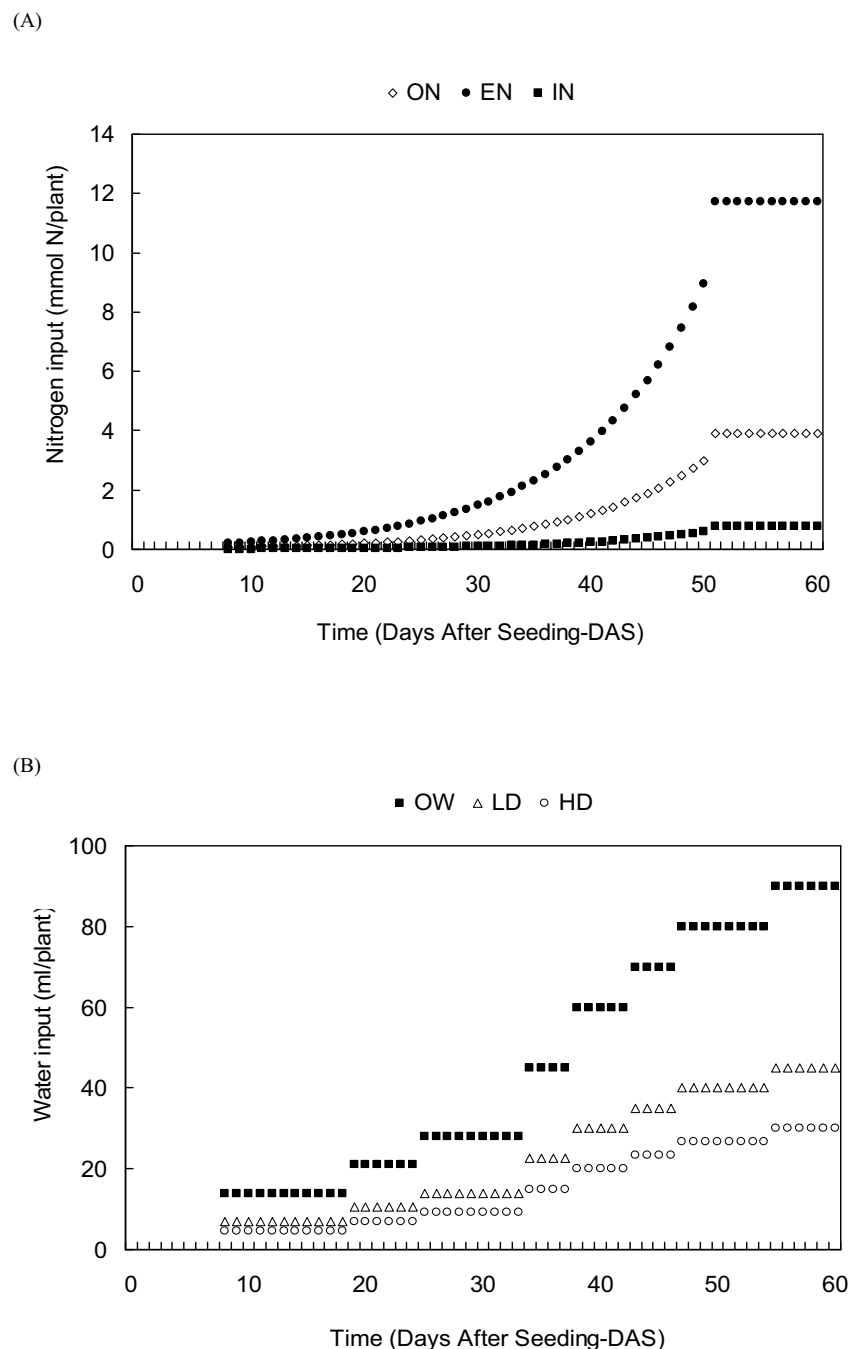 (A)
◇ ON ● EN ■ IN
14
12
10
8
6
4
2
0
Nitrogen input (mmol N/plant)
0 10 20 30 40 50 60
Time (Days After Seeding-DAS)
(B)
■ OW △ LD ○ HD
100
80
60
40
20
0
Water input (ml/plant)
0 10 20 30 40 50 60
Time (Days After Seeding-DAS)